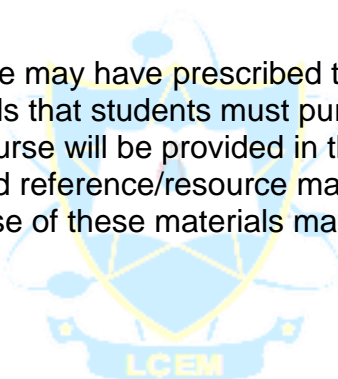 e may have prescribed t
ls that students must pur
urse will be provided in th
d reference/resource ma
se of these materials ma
LCEM